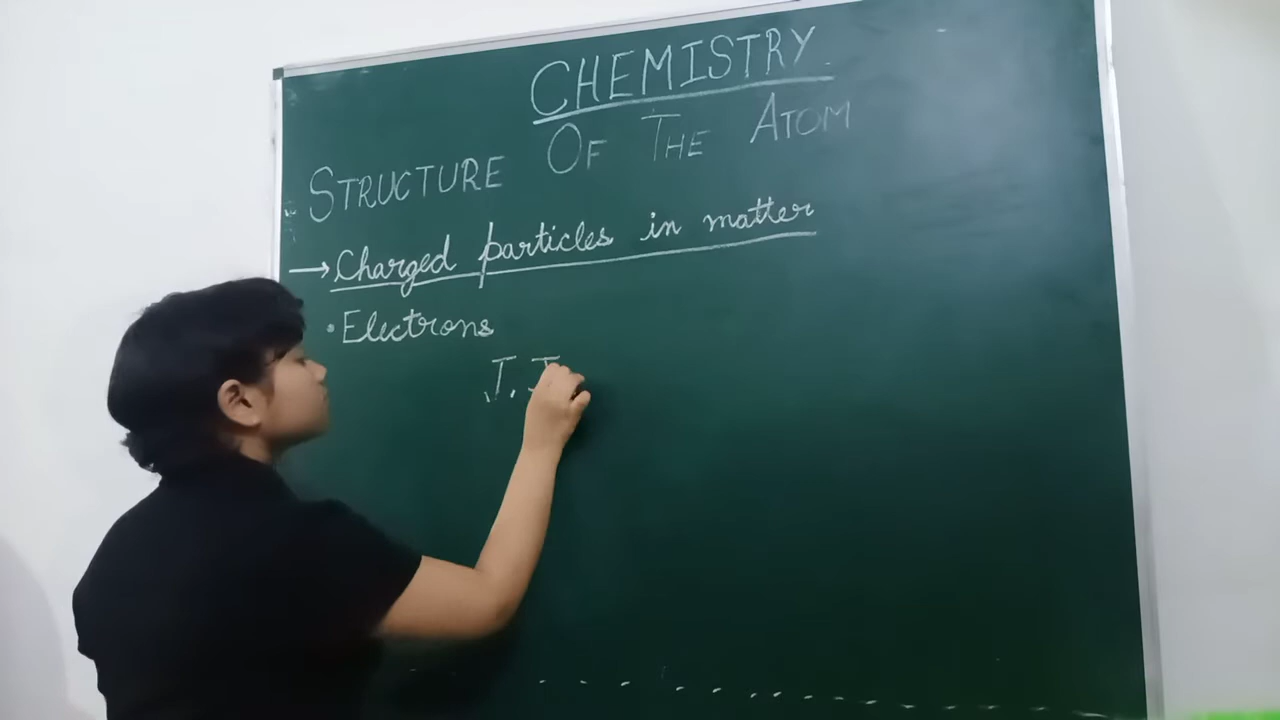 CHEMISTRY
STRUCTURE OF THE ATOM
→ Charged particles in matter
• Electrons
J. J